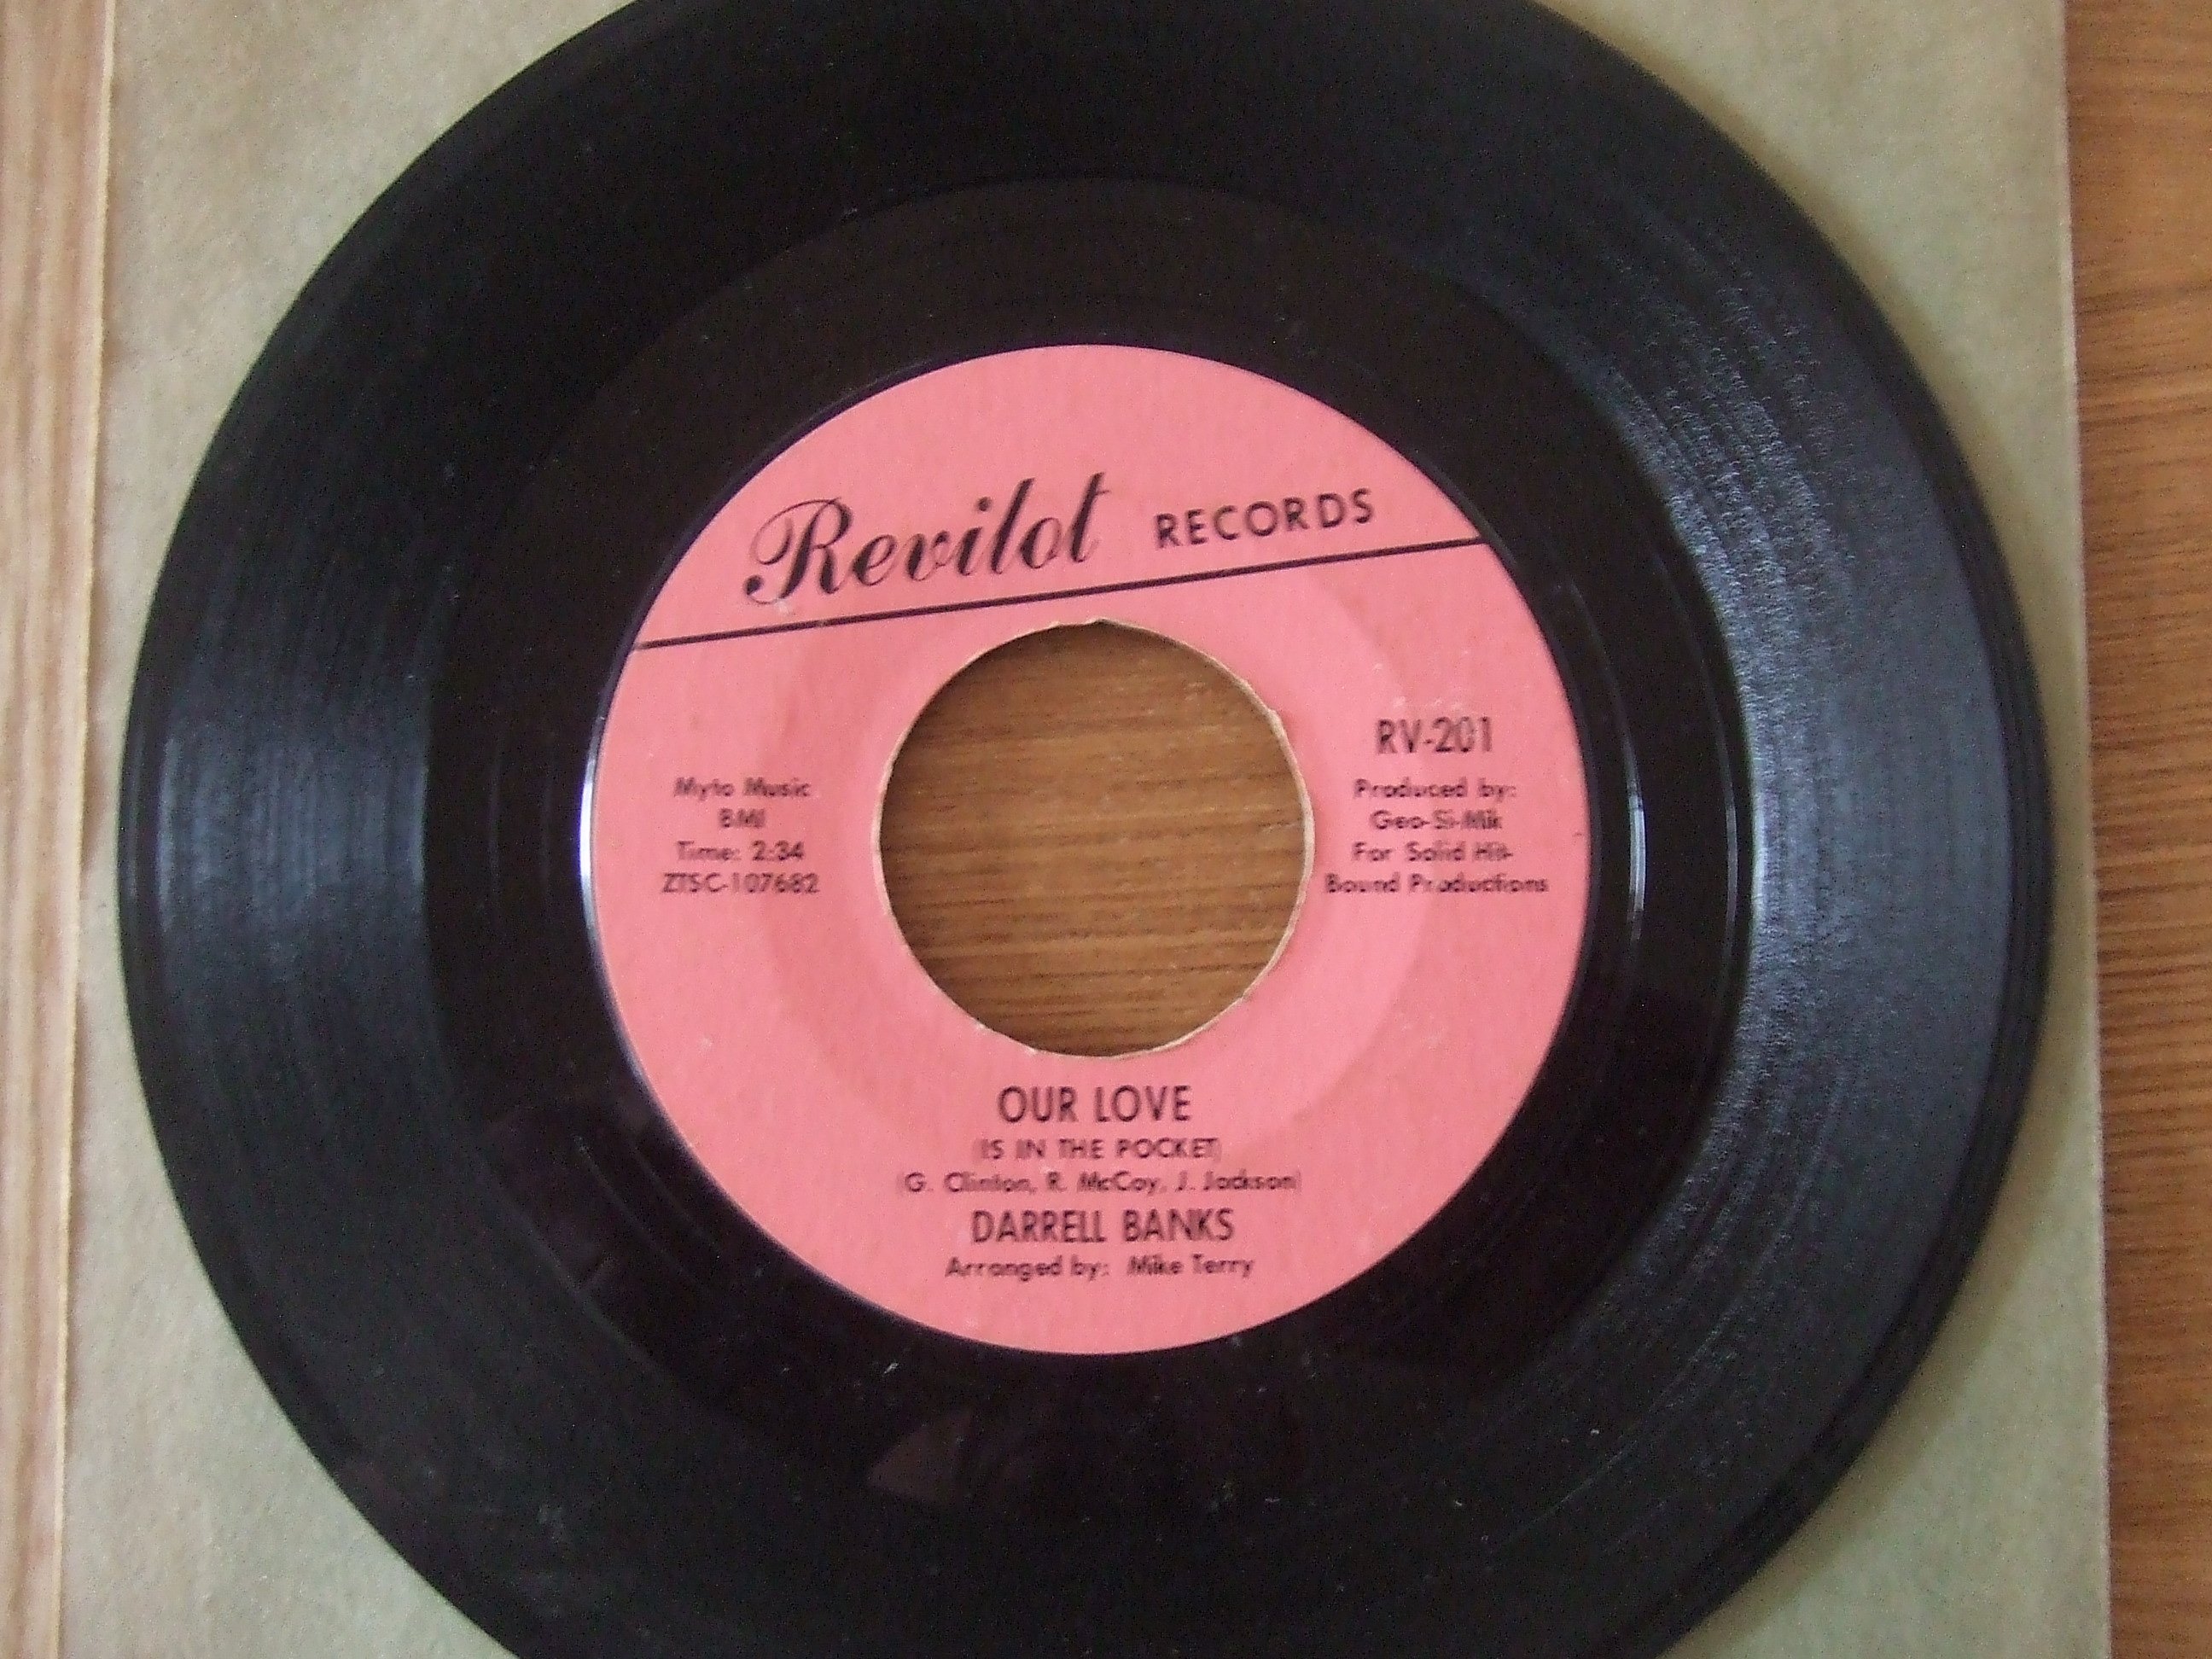 Revilot RECORDS
RV-201
Myto Music
BMI
Time: 2:34
ZTSC-107682
Produced by:
Geo-Si-Mik
For Solid Hit-
Bound Productions
OUR LOVE
(IS IN THE POCKET)
(G. Clinton, R. McCoy, J. Jackson)
DARRELL BANKS
Arranged by: Mike Terry